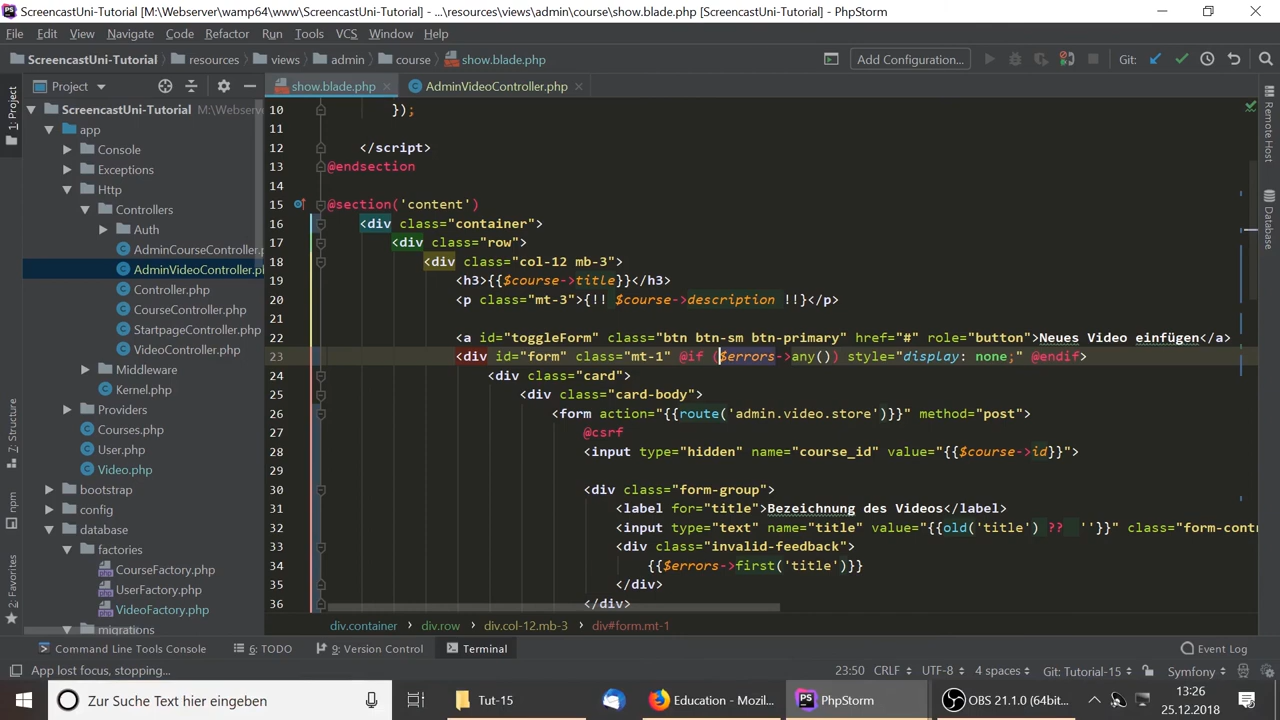 ScreencastUni-Tutorial [M:\Webserver\wamp64\www\ScreencastUni-Tutorial] - ...\resources\views\admin\course\show.blade.php [ScreencastUni-Tutorial] - PhpStorm
File Edit View Navigate Code Refactor Run Tools VCS Window Help
ScreencastUni-Tutorial resources views admin course show.blade.php Add Configuration... Git:
Project show.blade.php AdminVideoController.php
ScreencastUni-Tutorial M:\Webserve
app
Console
Exceptions
Http
Controllers
Auth
AdminCourseController.p
AdminVideoController.pl
Controller.php
CourseController.php
StartpageController.php
VideoController.php
Middleware
Kernel.php
Providers
Courses.php
User.php
Video.php
bootstrap
config
database
factories
CourseFactory.php
UserFactory.php
VideoFactory.php
migrations
1: Project
7: Structure
npm
2: Favorites
10 });
11
12 </script>
13 @endsection
14
15 @section('content')
16 <div class="container">
17 <div class="row">
18 <div class="col-12 mb-3">
19 <h3>{{$course->title}}</h3>
20 <p class="mt-3">{!! $course->description !!}</p>
21
22 <a id="toggleForm" class="btn btn-sm btn-primary" href="#" role="button">Neues Video einfügen</a>
23 <div id="form" class="mt-1" @if ($errors->any()) style="display: none;" @endif>
24 <div class="card">
25 <div class="card-body">
26 <form action="{{route('admin.video.store')}}" method="post">
27 @csrf
28 <input type="hidden" name="course_id" value="{{$course->id}}">
29
30 <div class="form-group">
31 <label for="title">Bezeichnung des Videos</label>
32 <input type="text" name="title" value="{{old('title') ?? ''}}" class="form-contr
33 <div class="invalid-feedback">
34 {{$errors->first('title')}}
35 </div>
36 </div>
Remote Host
Database
div.container div.row div.col-12.mb-3 div#form.mt-1
Command Line Tools Console 6: TODO 9: Version Control Terminal Event Log
App lost focus, stopping... 23:50 CRLF UTF-8 4 spaces Git: Tutorial-15 Symfony
Zur Suche Text hier eingeben Tut-15 Education - Mozil... PhpStorm OBS 21.1.0 (64bit... 13:26
25.12.2018